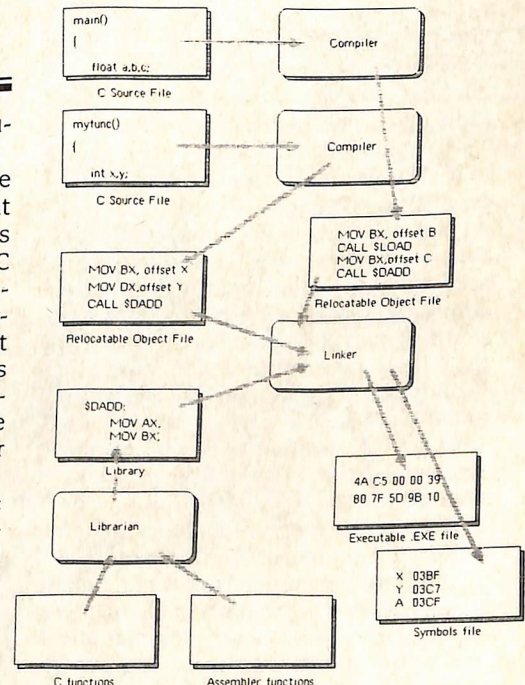 main()
{
float a,b,c;
C Source File
Compiler
myfunc()
{
int x,y;
C Source File
Compiler
MOV BX, offset B
CALL $LOAD
MOV BX,offset C
CALL $DADD
Relocatable Object File
MOV BX, offset X
MOV DX,offset Y
CALL $DADD
Relocatable Object File
Linker
$DADD:
MOV AX,
MOV BX;
Library
Librarian
4A C5 00 00 39
80 7F 5D 9B 10
Executable .EXE file
X 03BF
Y 03C7
A 03CF
Symbols file
C functions
Assembler functions